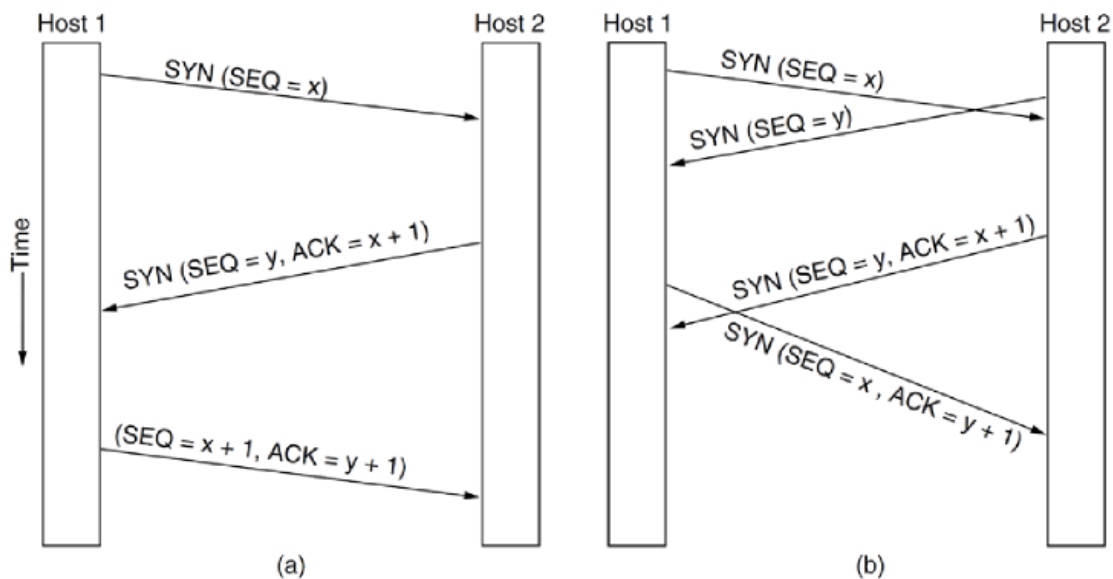 Host 1
Host 2
SYN (SEQ = x)
SYN (SEQ = y, ACK = x + 1)
(SEQ = x + 1, ACK = y + 1)
Time
(a)
Host 1
Host 2
SYN (SEQ = x)
SYN (SEQ = y)
SYN (SEQ = y, ACK = x + 1)
SYN (SEQ = x , ACK = y + 1)
(b)